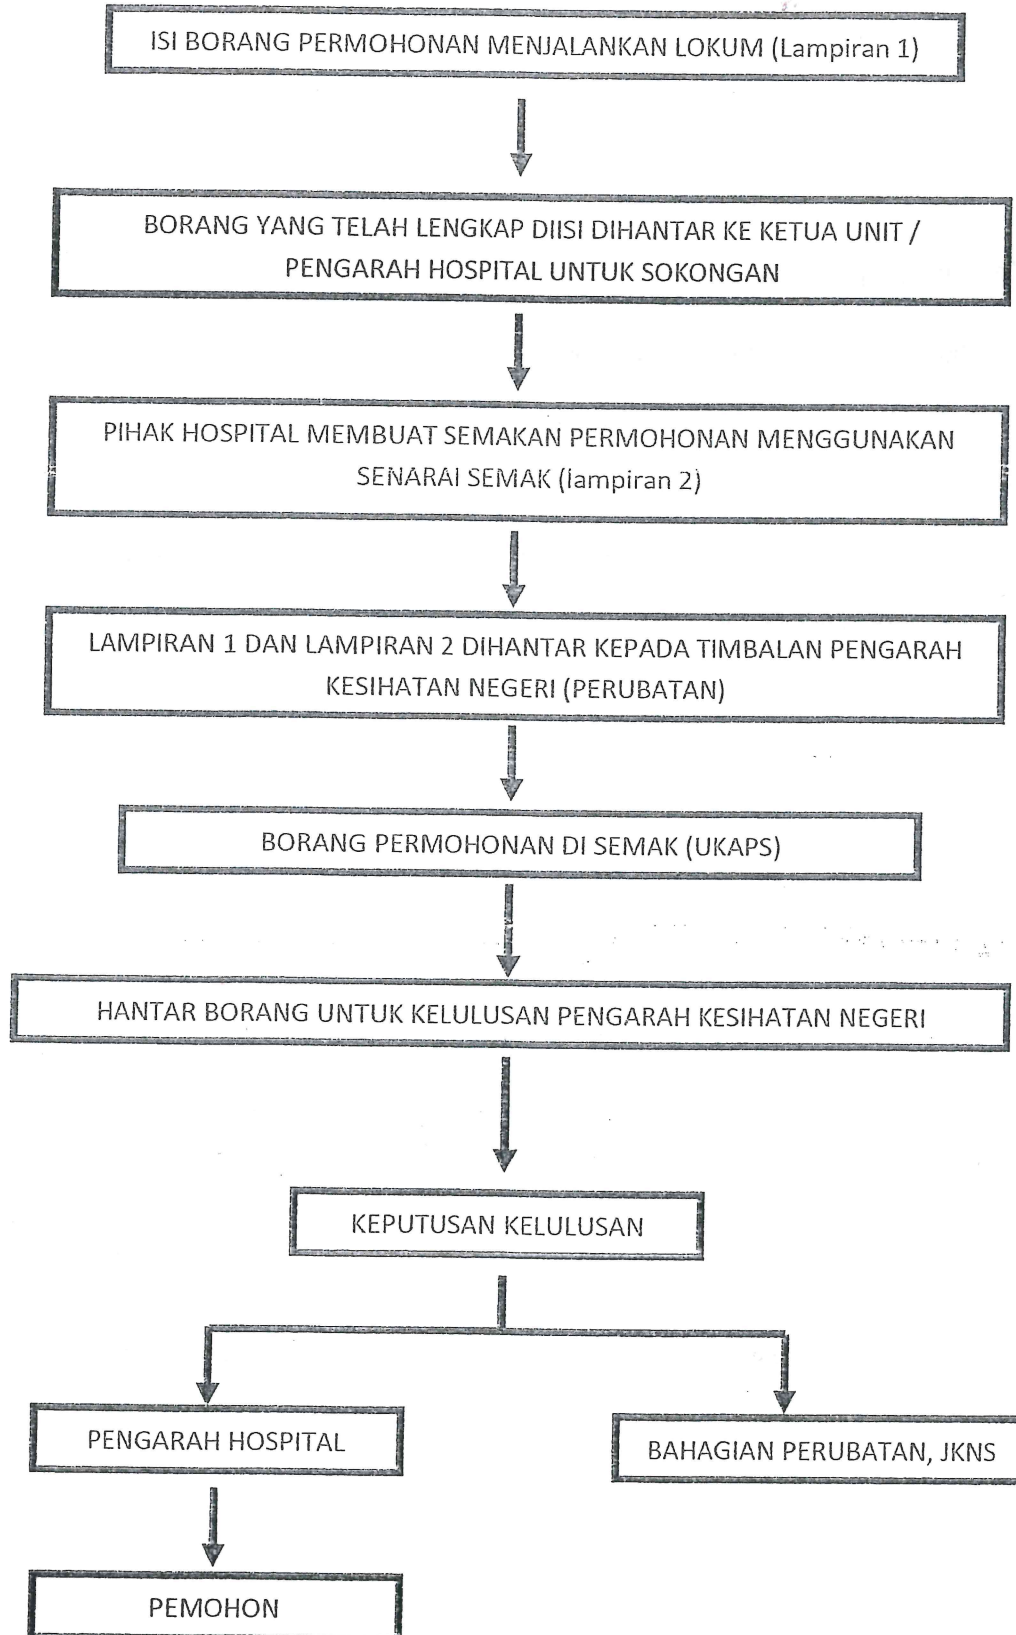 ISI BORANG PERMOHONAN MENJALANKAN LOKUM (Lampiran 1)
BORANG YANG TELAH LENGKAP DIISI DIHANTAR KE KETUA UNIT /
PENGARAH HOSPITAL UNTUK SOKONGAN
PIHAK HOSPITAL MEMBUAT SEMAKAN PERMOHONAN MENGGUNAKAN
SENARAI SEMAK (lampiran 2)
LAMPIRAN 1 DAN LAMPIRAN 2 DIHANTAR KEPADA TIMBALAN PENGARAH
KESIHATAN NEGERI (PERUBATAN)
BORANG PERMOHONAN DI SEMAK (UKAPS)
HANTAR BORANG UNTUK KELULUSAN PENGARAH KESIHATAN NEGERI
KEPUTUSAN KELULUSAN
PENGARAH HOSPITAL
BAHAGIAN PERUBATAN, JKNS
PEMOHON